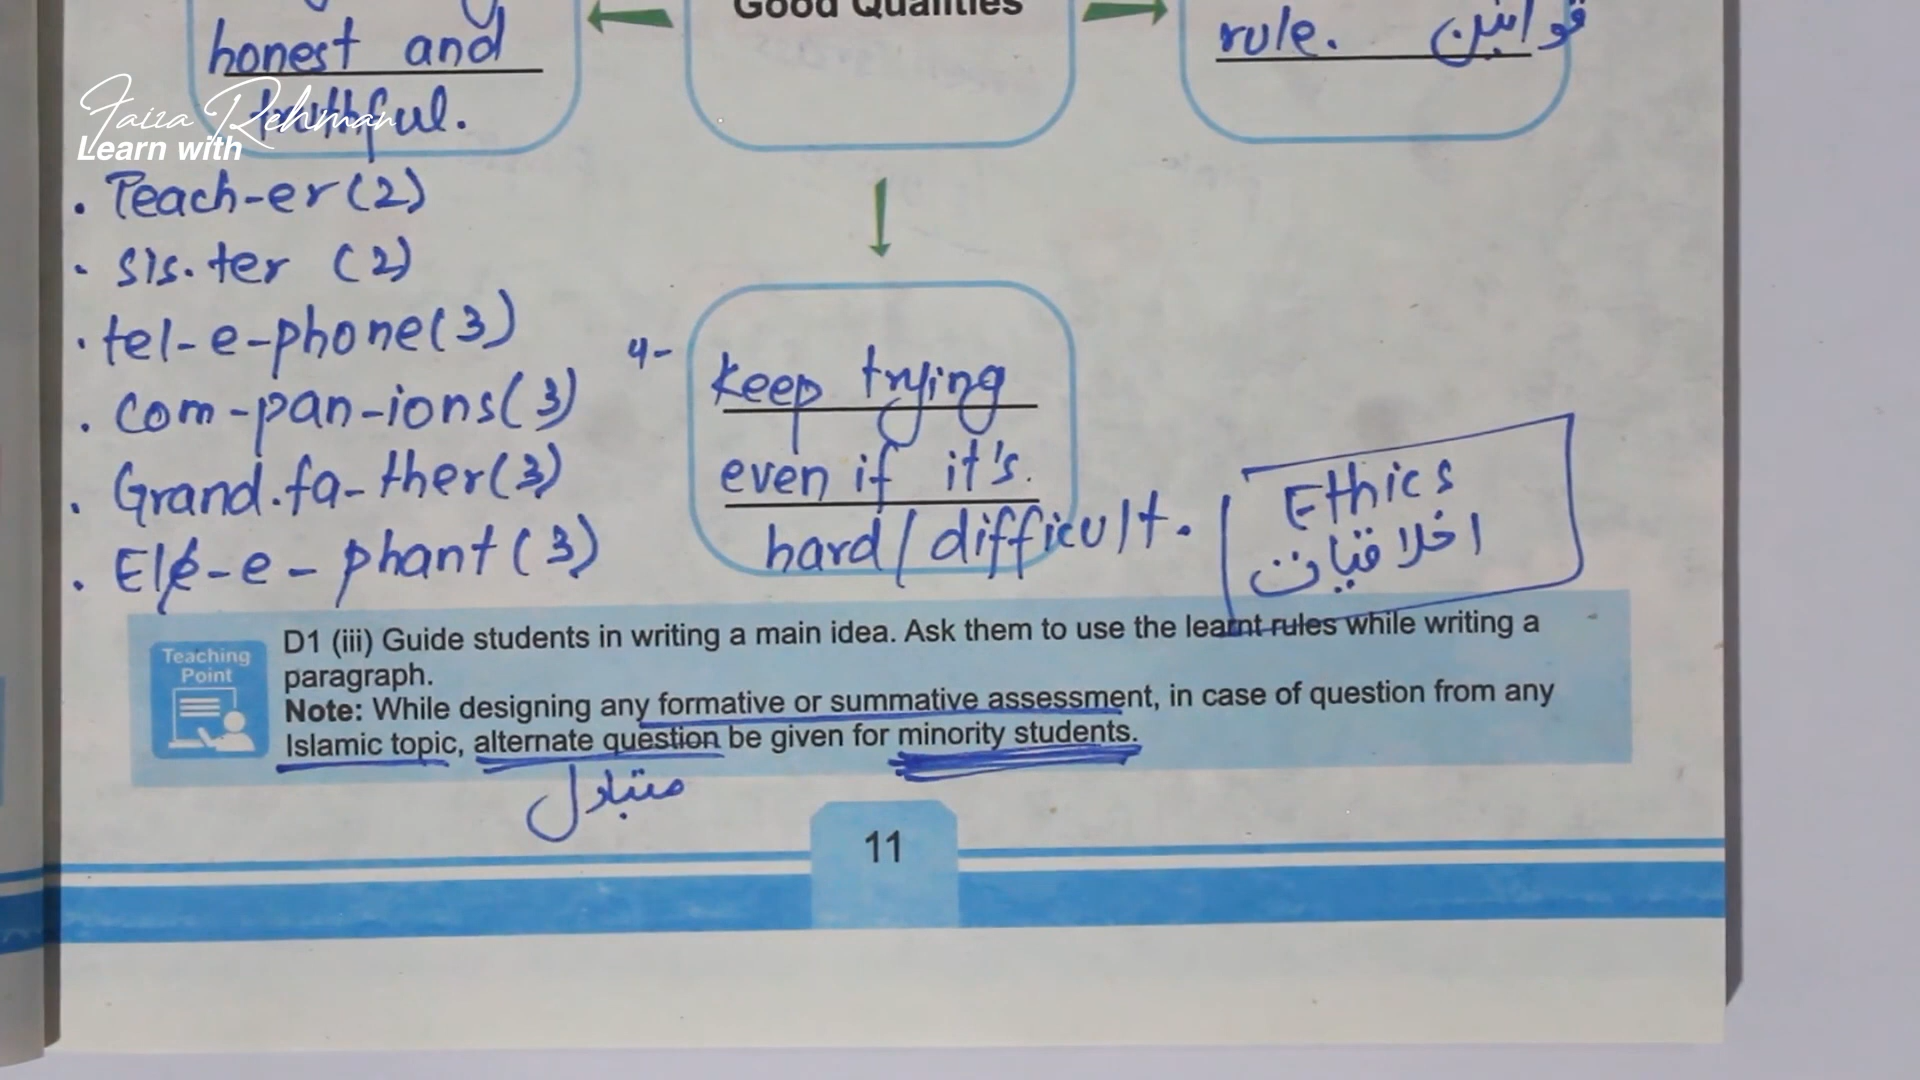 Good Qualities
honest and
truthful.
rule. قوانین
Faiza Rehman
Learn with
. Teach-er (2)
- sis. ter (2)
. tel-e-phone (3)
. Com-pan-ions (3)
. Grand. fa-ther (3)
. Ele-e-phant (3)
4- Keep trying
even if it's.
hard / difficult.
Ethics
اخلاقیات
Teaching
Point
D1 (iii) Guide students in writing a main idea. Ask them to use the learnt rules while writing a
paragraph.
Note: While designing any formative or summative assessment, in case of question from any
Islamic topic, alternate question be given for minority students.
متبادل
11